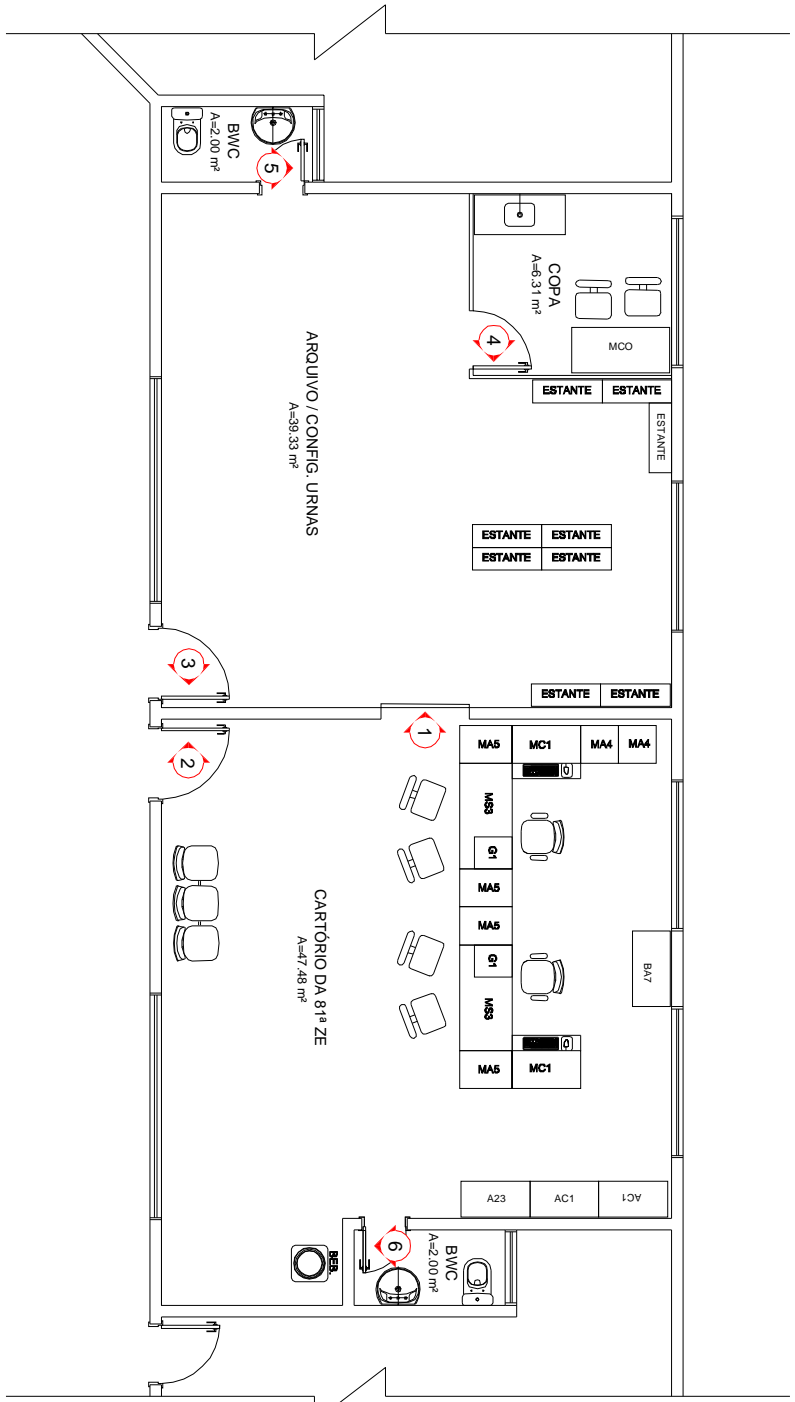 BWC
A=2.00 m²
5
COPA
A=6.31 m²
4
MCO
ESTANTE
ESTANTE
ESTANTE
ARQUIVO / CONFIG. URNAS
A=39.33 m²
ESTANTE
ESTANTE
ESTANTE
ESTANTE
3
ESTANTE
ESTANTE
1
2
MA5
MC1
MA4
MA4
MS3
G1
MA5
MA5
G1
MS3
MA5
MC1
BA7
CARTÓRIO DA 81ª ZE
A=47.48 m²
A23
AC1
AC1
6
BWC
A=2.00 m²
BEB.